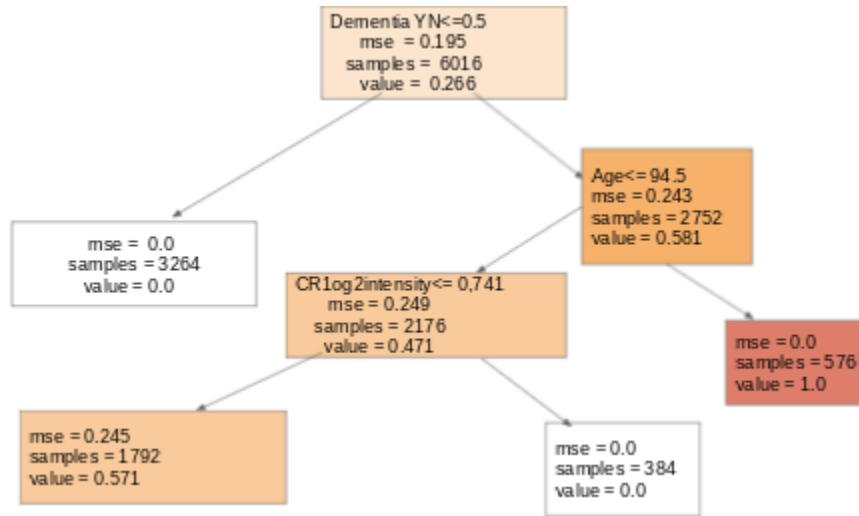 Dementia YN<=0.5
mse = 0.195
samples = 6016
value = 0.266
Age<= 94.5
mse = 0.243
samples = 2752
value = 0.581
mse = 0.0
samples = 3264
value = 0.0
CR1og2intensity<= 0,741
mse = 0.249
samples = 2176
value = 0.471
mse = 0.0
samples = 576
value = 1.0
mse = 0.245
samples = 1792
value = 0.571
mse = 0.0
samples = 384
value = 0.0